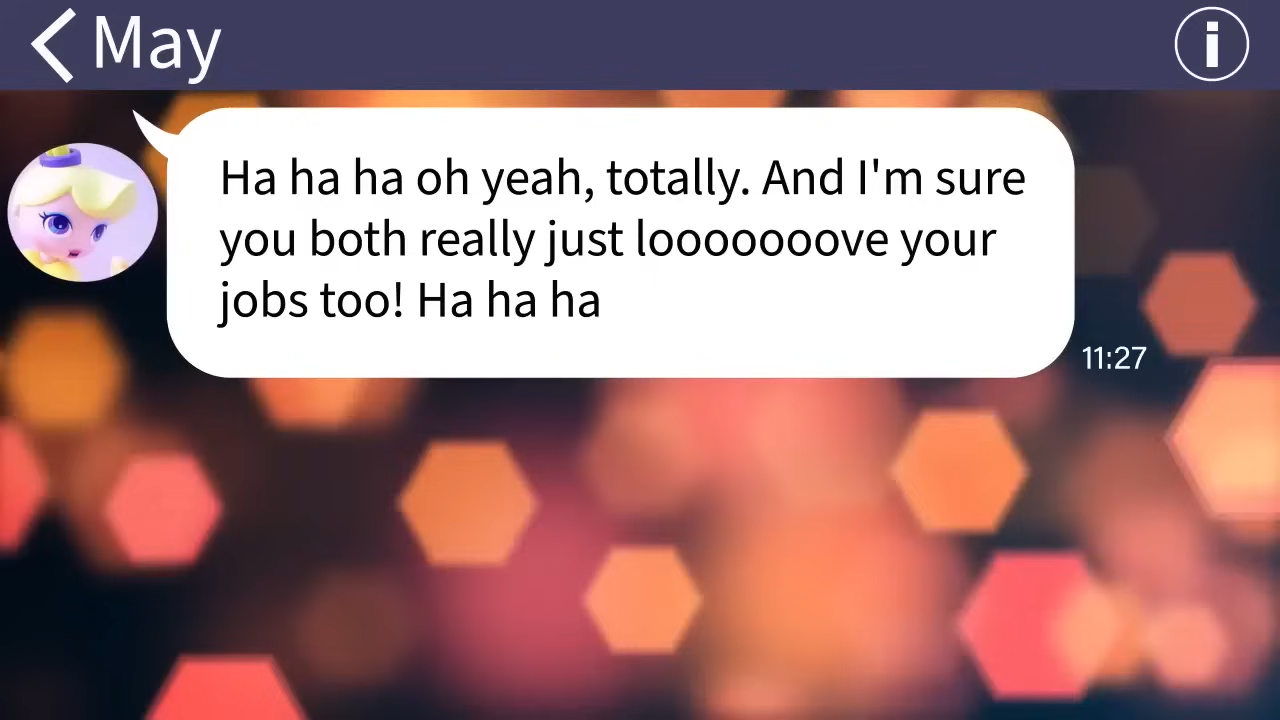 May
Ha ha ha oh yeah, totally. And I'm sure
you both really just looooooove your
jobs too! Ha ha ha
11:27